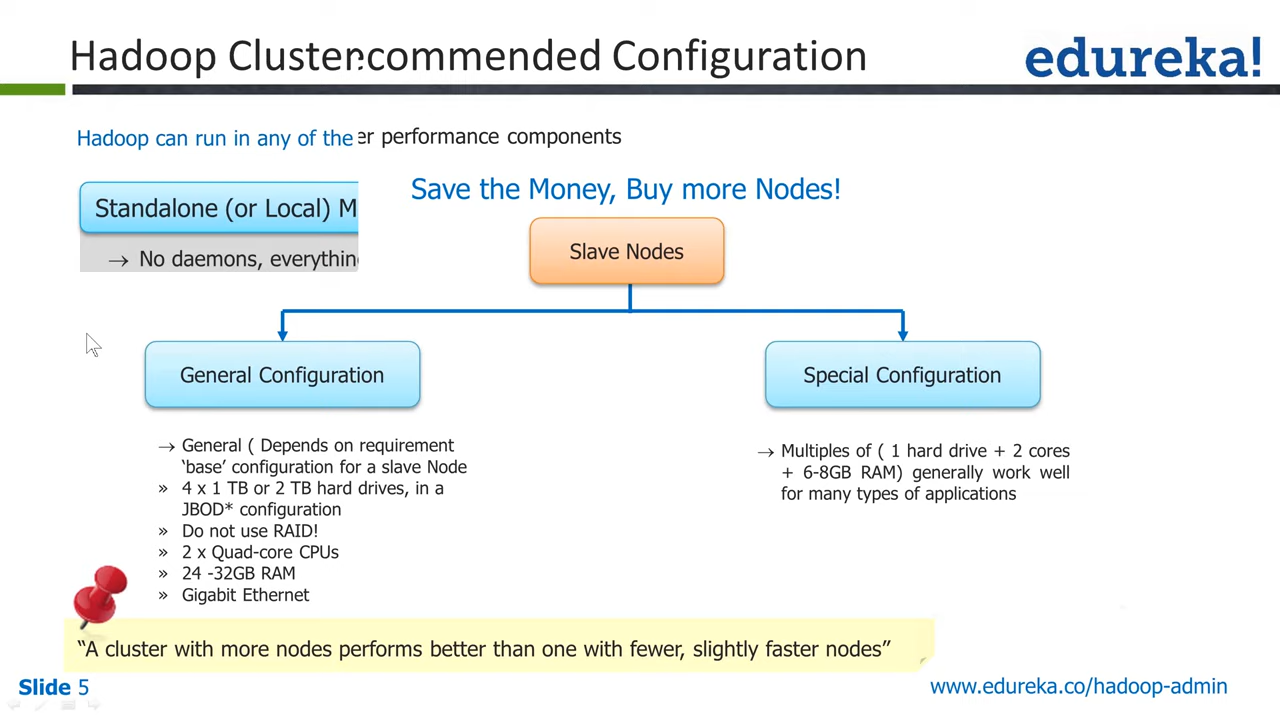 Hadoop Cluster commended Configuration
edureka!
Hadoop can run in any of the er performance components
Save the Money, Buy more Nodes!
Standalone (or Local) M
→ No daemons, everything
Slave Nodes
General Configuration
→ General ( Depends on requirement
‘base’ configuration for a slave Node
» 4 x 1 TB or 2 TB hard drives, in a
JBOD* configuration
» Do not use RAID!
» 2 x Quad-core CPUs
» 24 -32GB RAM
» Gigabit Ethernet
Special Configuration
→ Multiples of ( 1 hard drive + 2 cores
+ 6-8GB RAM) generally work well
for many types of applications
“A cluster with more nodes performs better than one with fewer, slightly faster nodes”
Slide 5
www.edureka.co/hadoop-admin